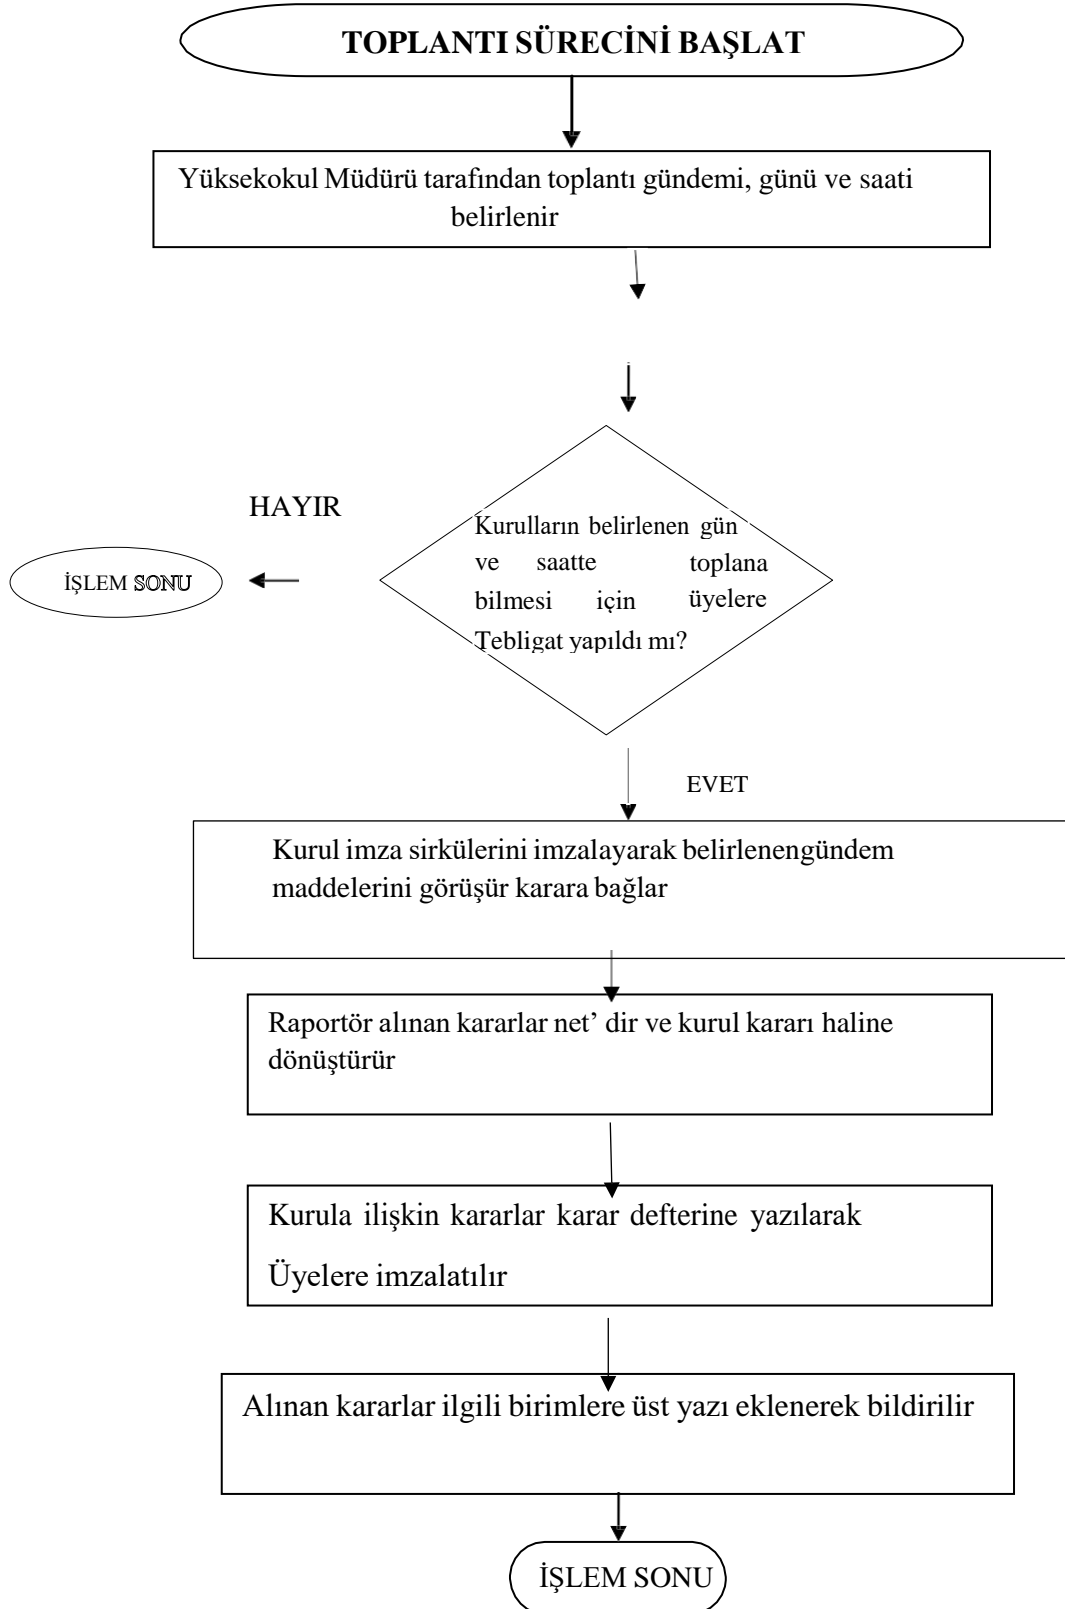 TOPLANTI SÜRECİNİ BAŞLAT
Yüksekokul Müdürü tarafından toplantı gündemi, günü ve saati
belirlenir
HAYIR
Kurulların belirlenen gün
ve saatte toplana
bilmesi için üyelere
Tebligat yapıldı mı?
İŞLEM SONU
EVET
Kurul imza sirkülerini imzalayarak belirlenengündem
maddelerini görüşür karara bağlar
Raportör alınan kararlar net’ dir ve kurul kararı haline
dönüştürür
Kurula ilişkin kararlar karar defterine yazılarak
Üyelere imzalatılır
Alınan kararlar ilgili birimlere üst yazı eklenerek bildirilir
İŞLEM SONU